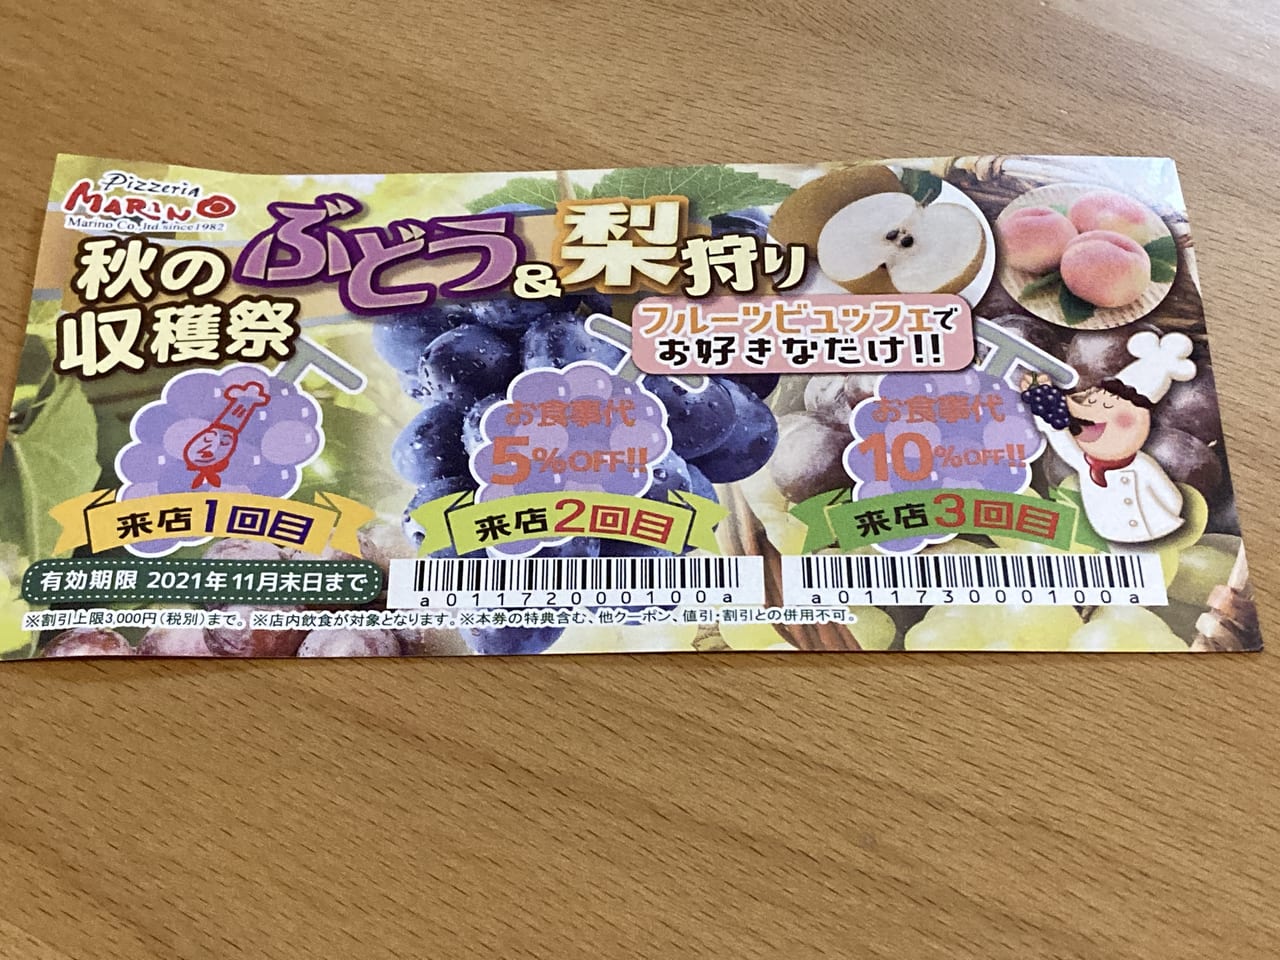 Pizzeria
MARINO
Marino Co.,ltd.since1982
秋の
収穫祭
ぶどう&梨狩り
フルーツビュッフェで
お好きなだけ!!
お食事代
5%OFF!!
お食事代
10%OFF!!
来店1回目
来店2回目
来店3回目
有効期限 2021年11月末日まで
a01172000100a
a01173000100a
※割引上限3,000円(税別)まで。 ※店内飲食が対象となります。 ※本券の特典含む、他クーポン、値引・割引との併用不可。